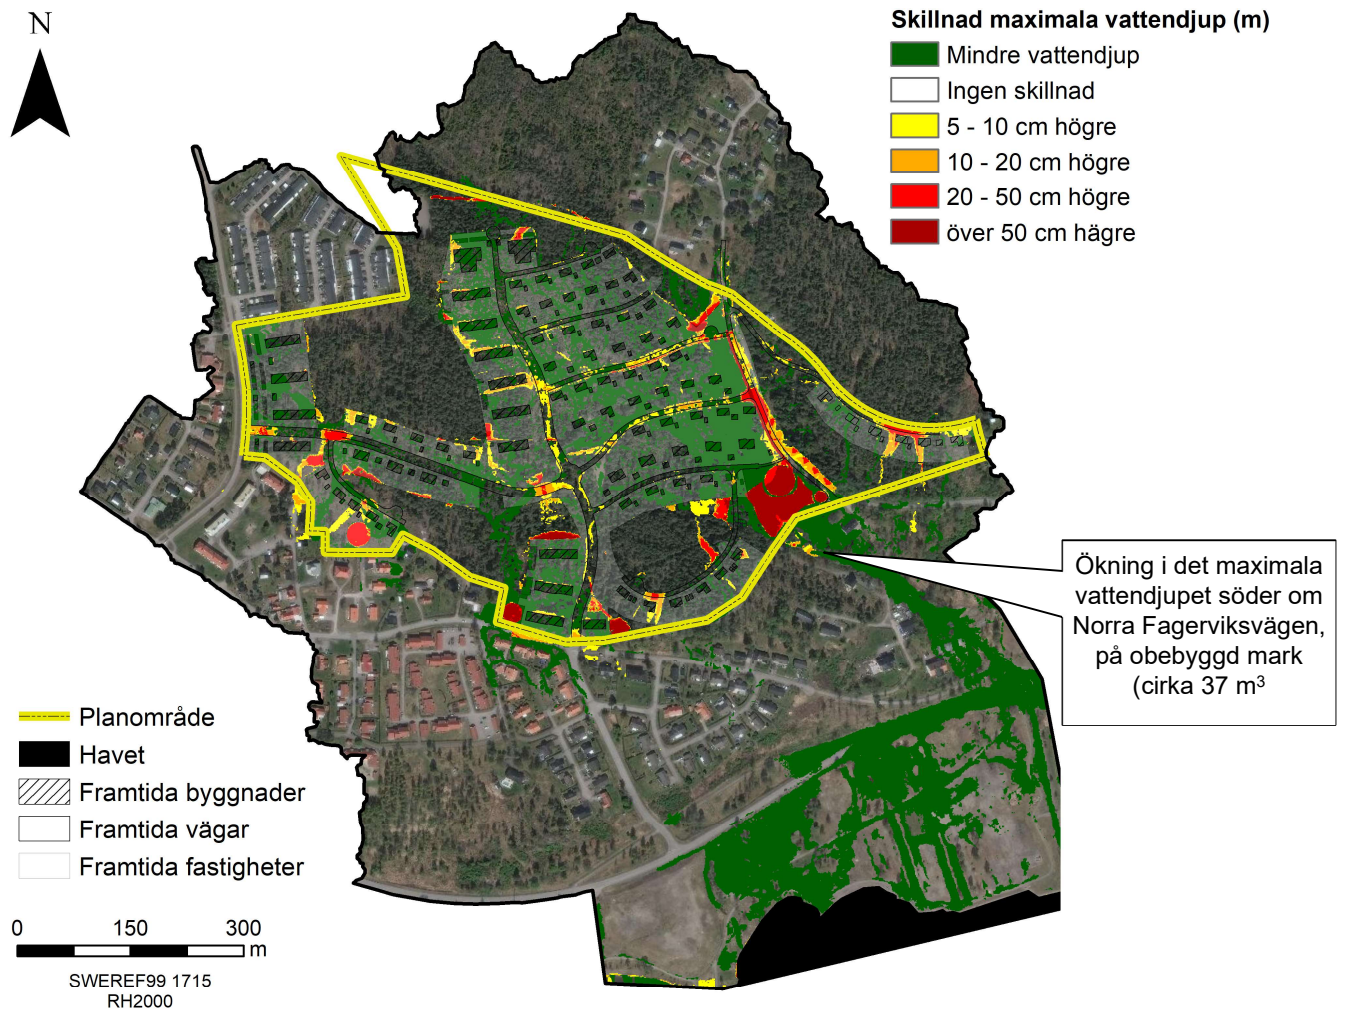 N
Skillnad maximala vattendjup (m)
Mindre vattendjup
Ingen skillnad
5 - 10 cm högre
10 - 20 cm högre
20 - 50 cm högre
över 50 cm hägre
Ökning i det maximala
vattendjupet söder om
Norra Fagerviksvägen,
på obebyggd mark
(cirka 37 m³
Planområde
Havet
Framtida byggnader
Framtida vägar
Framtida fastigheter
0 150 300
m
SWEREF99 1715
RH2000